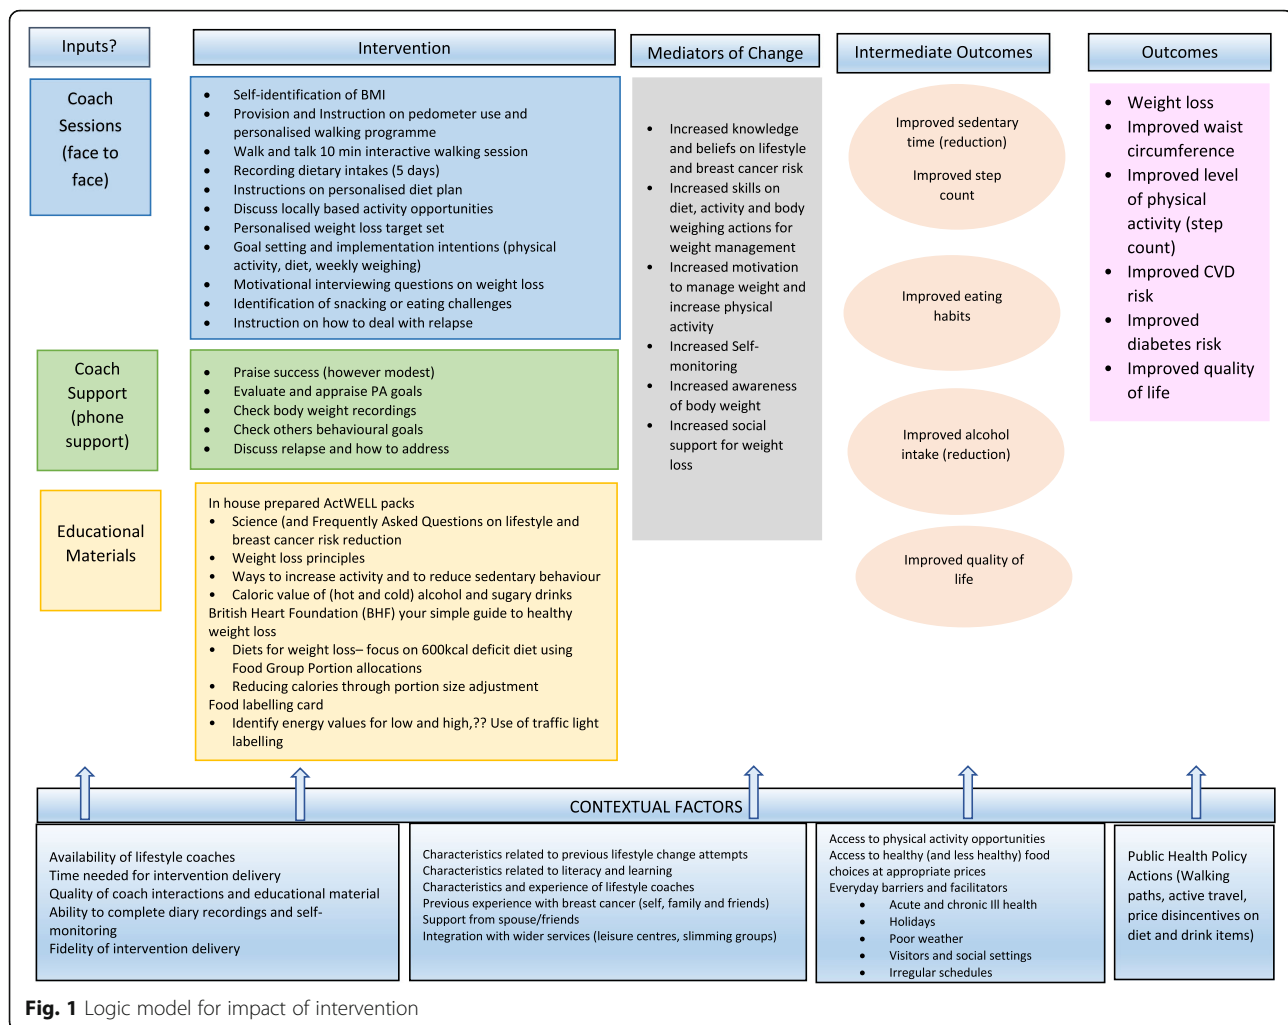 Inputs?
Intervention
Mediators of Change
Intermediate Outcomes
Outcomes
Coach
Sessions
(face to
face)
• Self-identification of BMI
• Provision and Instruction on pedometer use and
personalised walking programme
• Walk and talk 10 min interactive walking session
• Recording dietary intakes (5 days)
• Instructions on personalised diet plan
• Discuss locally based activity opportunities
• Personalised weight loss target set
• Goal setting and implementation intentions (physical
activity, diet, weekly weighing)
• Motivational interviewing questions on weight loss
• Identification of snacking or eating challenges
• Instruction on how to deal with relapse
Coach
Support
(phone
support)
• Praise success (however modest)
• Evaluate and appraise PA goals
• Check body weight recordings
• Check others behavioural goals
• Discuss relapse and how to address
Educational
Materials
In house prepared ActWELL packs
• Science (and Frequently Asked Questions on lifestyle and
breast cancer risk reduction
• Weight loss principles
• Ways to increase activity and to reduce sedentary behaviour
• Caloric value of (hot and cold) alcohol and sugary drinks
British Heart Foundation (BHF) your simple guide to healthy
weight loss
• Diets for weight loss– focus on 600kcal deficit diet using
Food Group Portion allocations
• Reducing calories through portion size adjustment
Food labelling card
• Identify energy values for low and high,?? Use of traffic light
labelling
• Increased knowledge
and beliefs on lifestyle
and breast cancer risk
• Increased skills on
diet, activity and body
weighing actions for
weight management
• Increased motivation
to manage weight and
increase physical
activity
• Increased Self-
monitoring
• Increased awareness
of body weight
• Increased social
support for weight
loss
Improved sedentary
time (reduction)
Improved step
count
Improved eating
habits
Improved alcohol
intake (reduction)
Improved quality of
life
• Weight loss
• Improved waist
circumference
• Improved level
of physical
activity (step
count)
• Improved CVD
risk
• Improved
diabetes risk
• Improved quality
of life
CONTEXTUAL FACTORS
Availability of lifestyle coaches
Time needed for intervention delivery
Quality of coach interactions and educational material
Ability to complete diary recordings and self-
monitoring
Fidelity of intervention delivery
Characteristics related to previous lifestyle change attempts
Characteristics related to literacy and learning
Characteristics and experience of lifestyle coaches
Previous experience with breast cancer (self, family and friends)
Support from spouse/friends
Integration with wider services (leisure centres, slimming groups)
Access to physical activity opportunities
Access to healthy (and less healthy) food
choices at appropriate prices
Everyday barriers and facilitators
• Acute and chronic Ill health
• Holidays
• Poor weather
• Visitors and social settings
• Irregular schedules
Public Health Policy
Actions (Walking
paths, active travel,
price disincentives on
diet and drink items)
Fig. 1 Logic model for impact of intervention